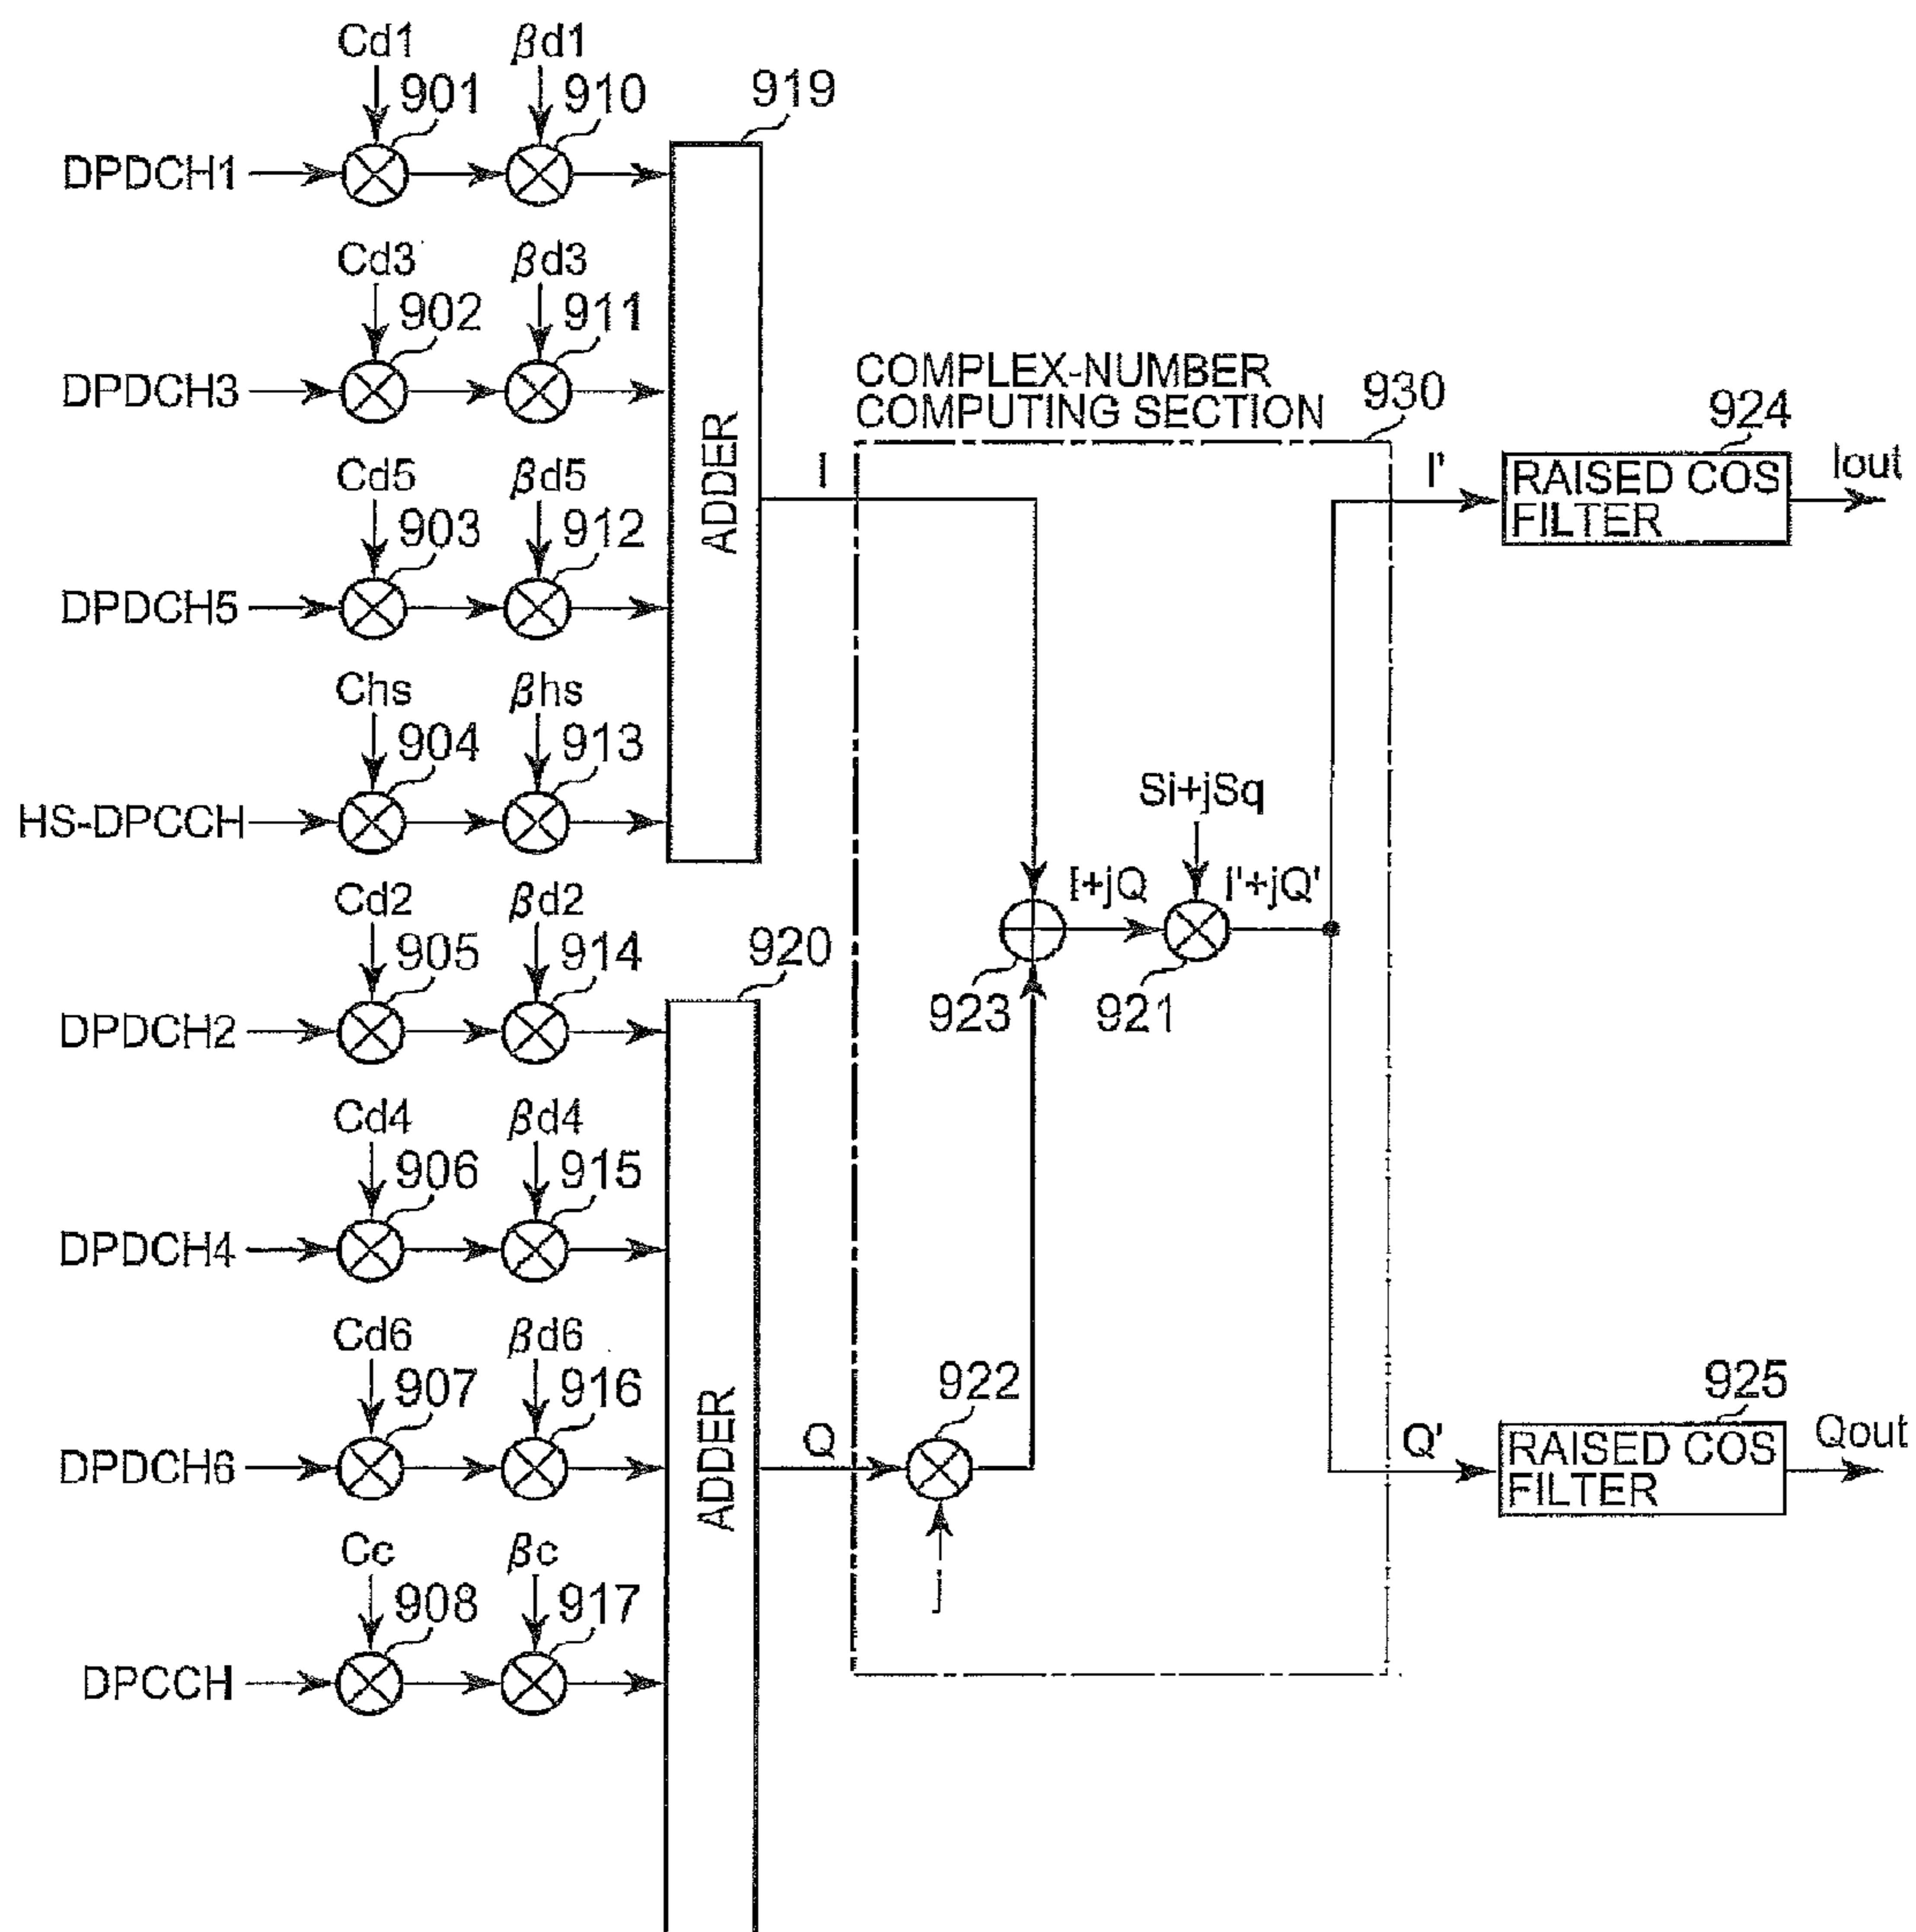 Cd1
βd1
901
910
919
DPDCH1
Cd3
βd3
902
911
DPDCH3
ADDER
COMPLEX-NUMBER
COMPUTING SECTION
930
924
Cd5
βd5
903
912
I
I'
RAISED COS
FILTER
Iout
DPDCH5
Chs
βhs
904
913
HS-DPCCH
Si+jSq
I+jQ
I'+jQ'
Cd2
βd2
905
914
920
923
921
DPDCH2
Cd4
βd4
906
915
DPDCH4
Cd6
βd6
907
916
922
925
DPDCH6
ADDER
Q
Q'
RAISED COS
FILTER
Qout
Cc
βc
908
917
j
DPCCH